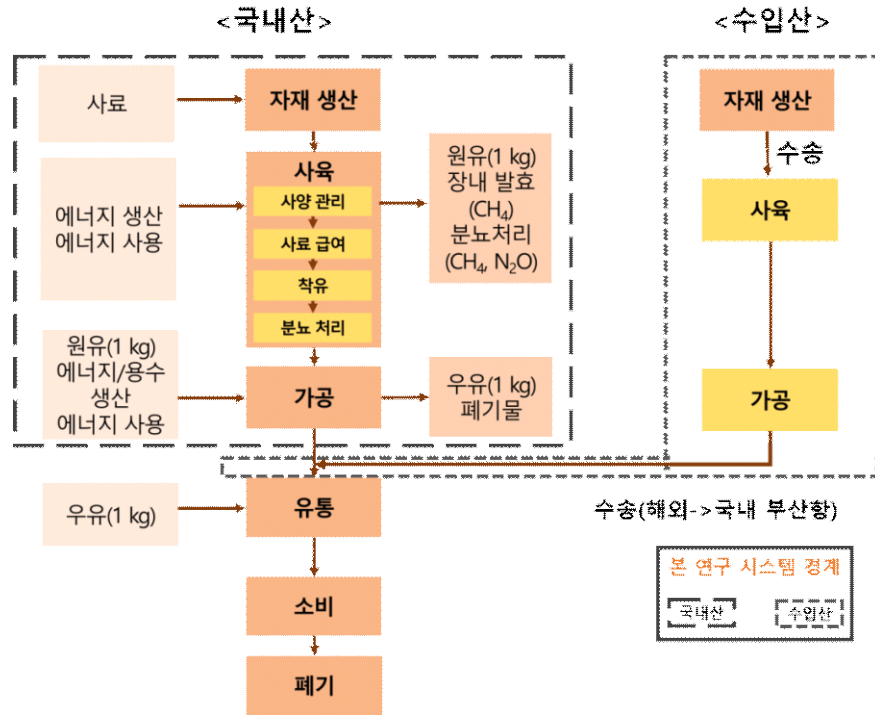 <국내산>
<수입산>
사료
자재 생산
에너지 생산
에너지 사용
사육
사양 관리
사료 급여
착유
분뇨 처리
원유(1 kg)
장내 발효
(CH₄)
분뇨처리
(CH₄, N₂O)
원유(1 kg)
에너지/용수
생산
에너지 사용
가공
우유(1 kg)
폐기물
자재 생산
수송
사육
가공
우유(1 kg)
유통
소비
폐기
수송(해외->국내 부산항)
본 연구 시스템 경계
국내산
수입산